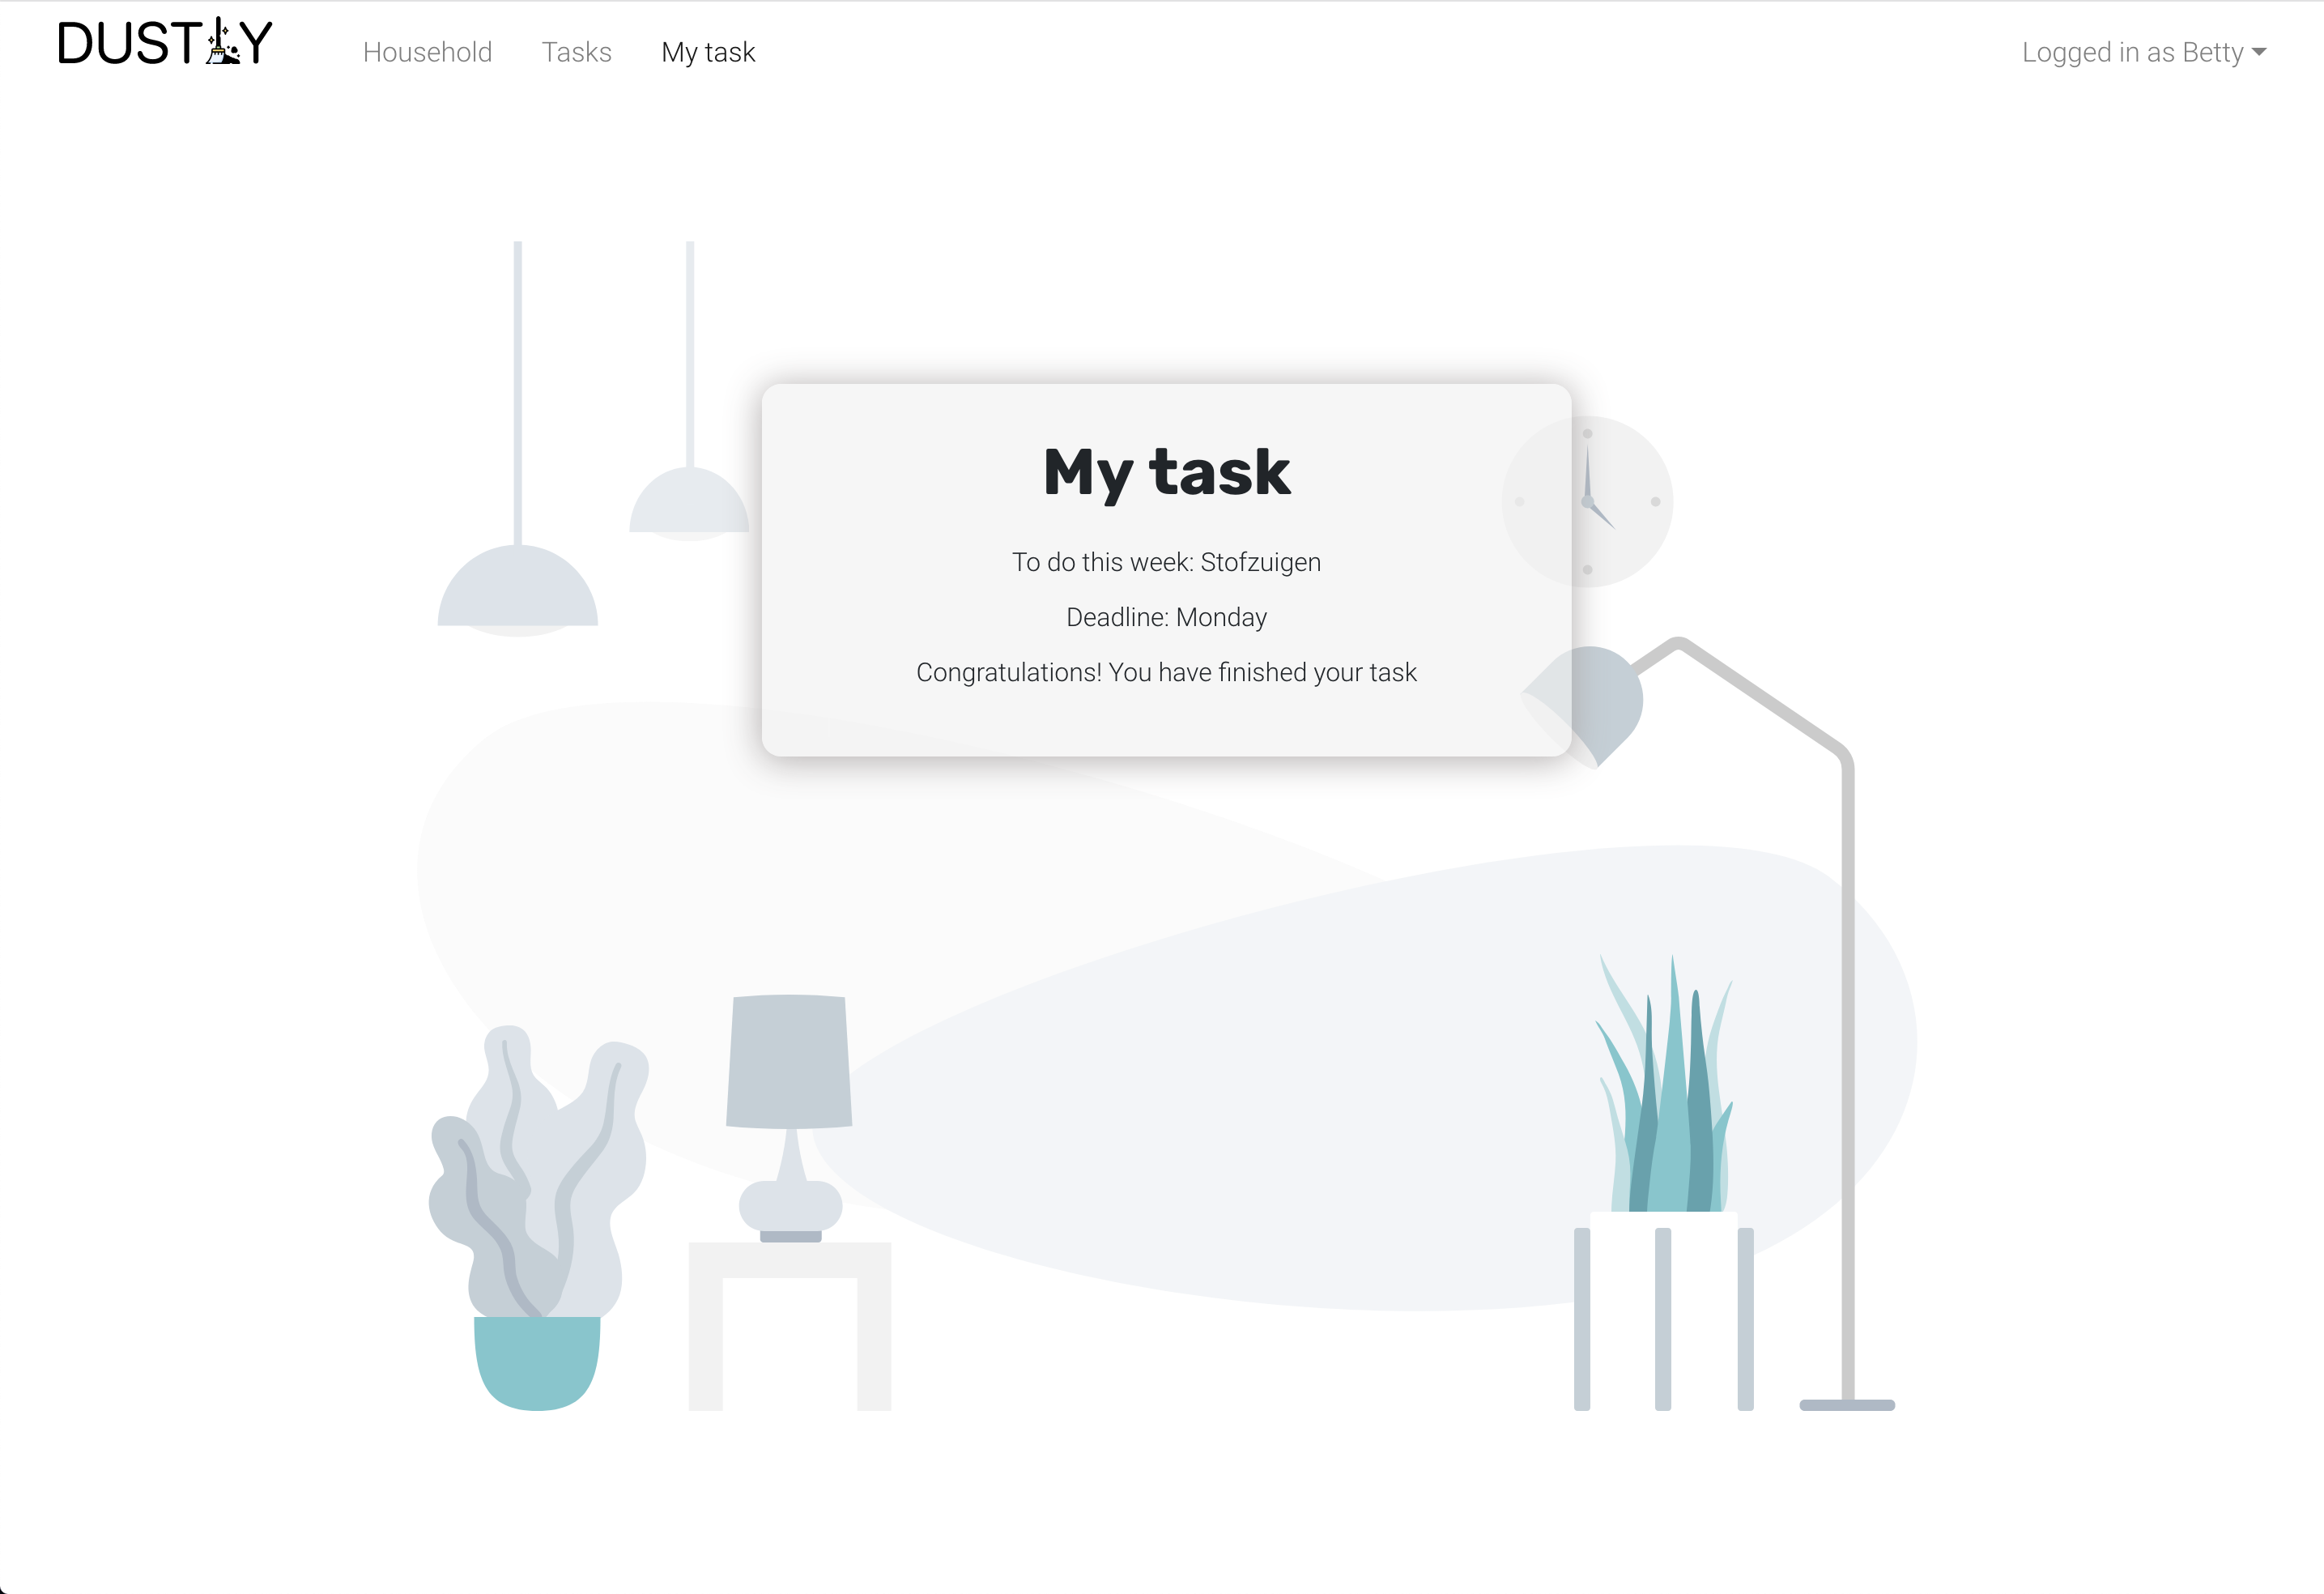 DUSTY
Household
Tasks
My task
Logged in as Betty
My task
To do this week: Stofzuigen
Deadline: Monday
Congratulations! You have finished your task